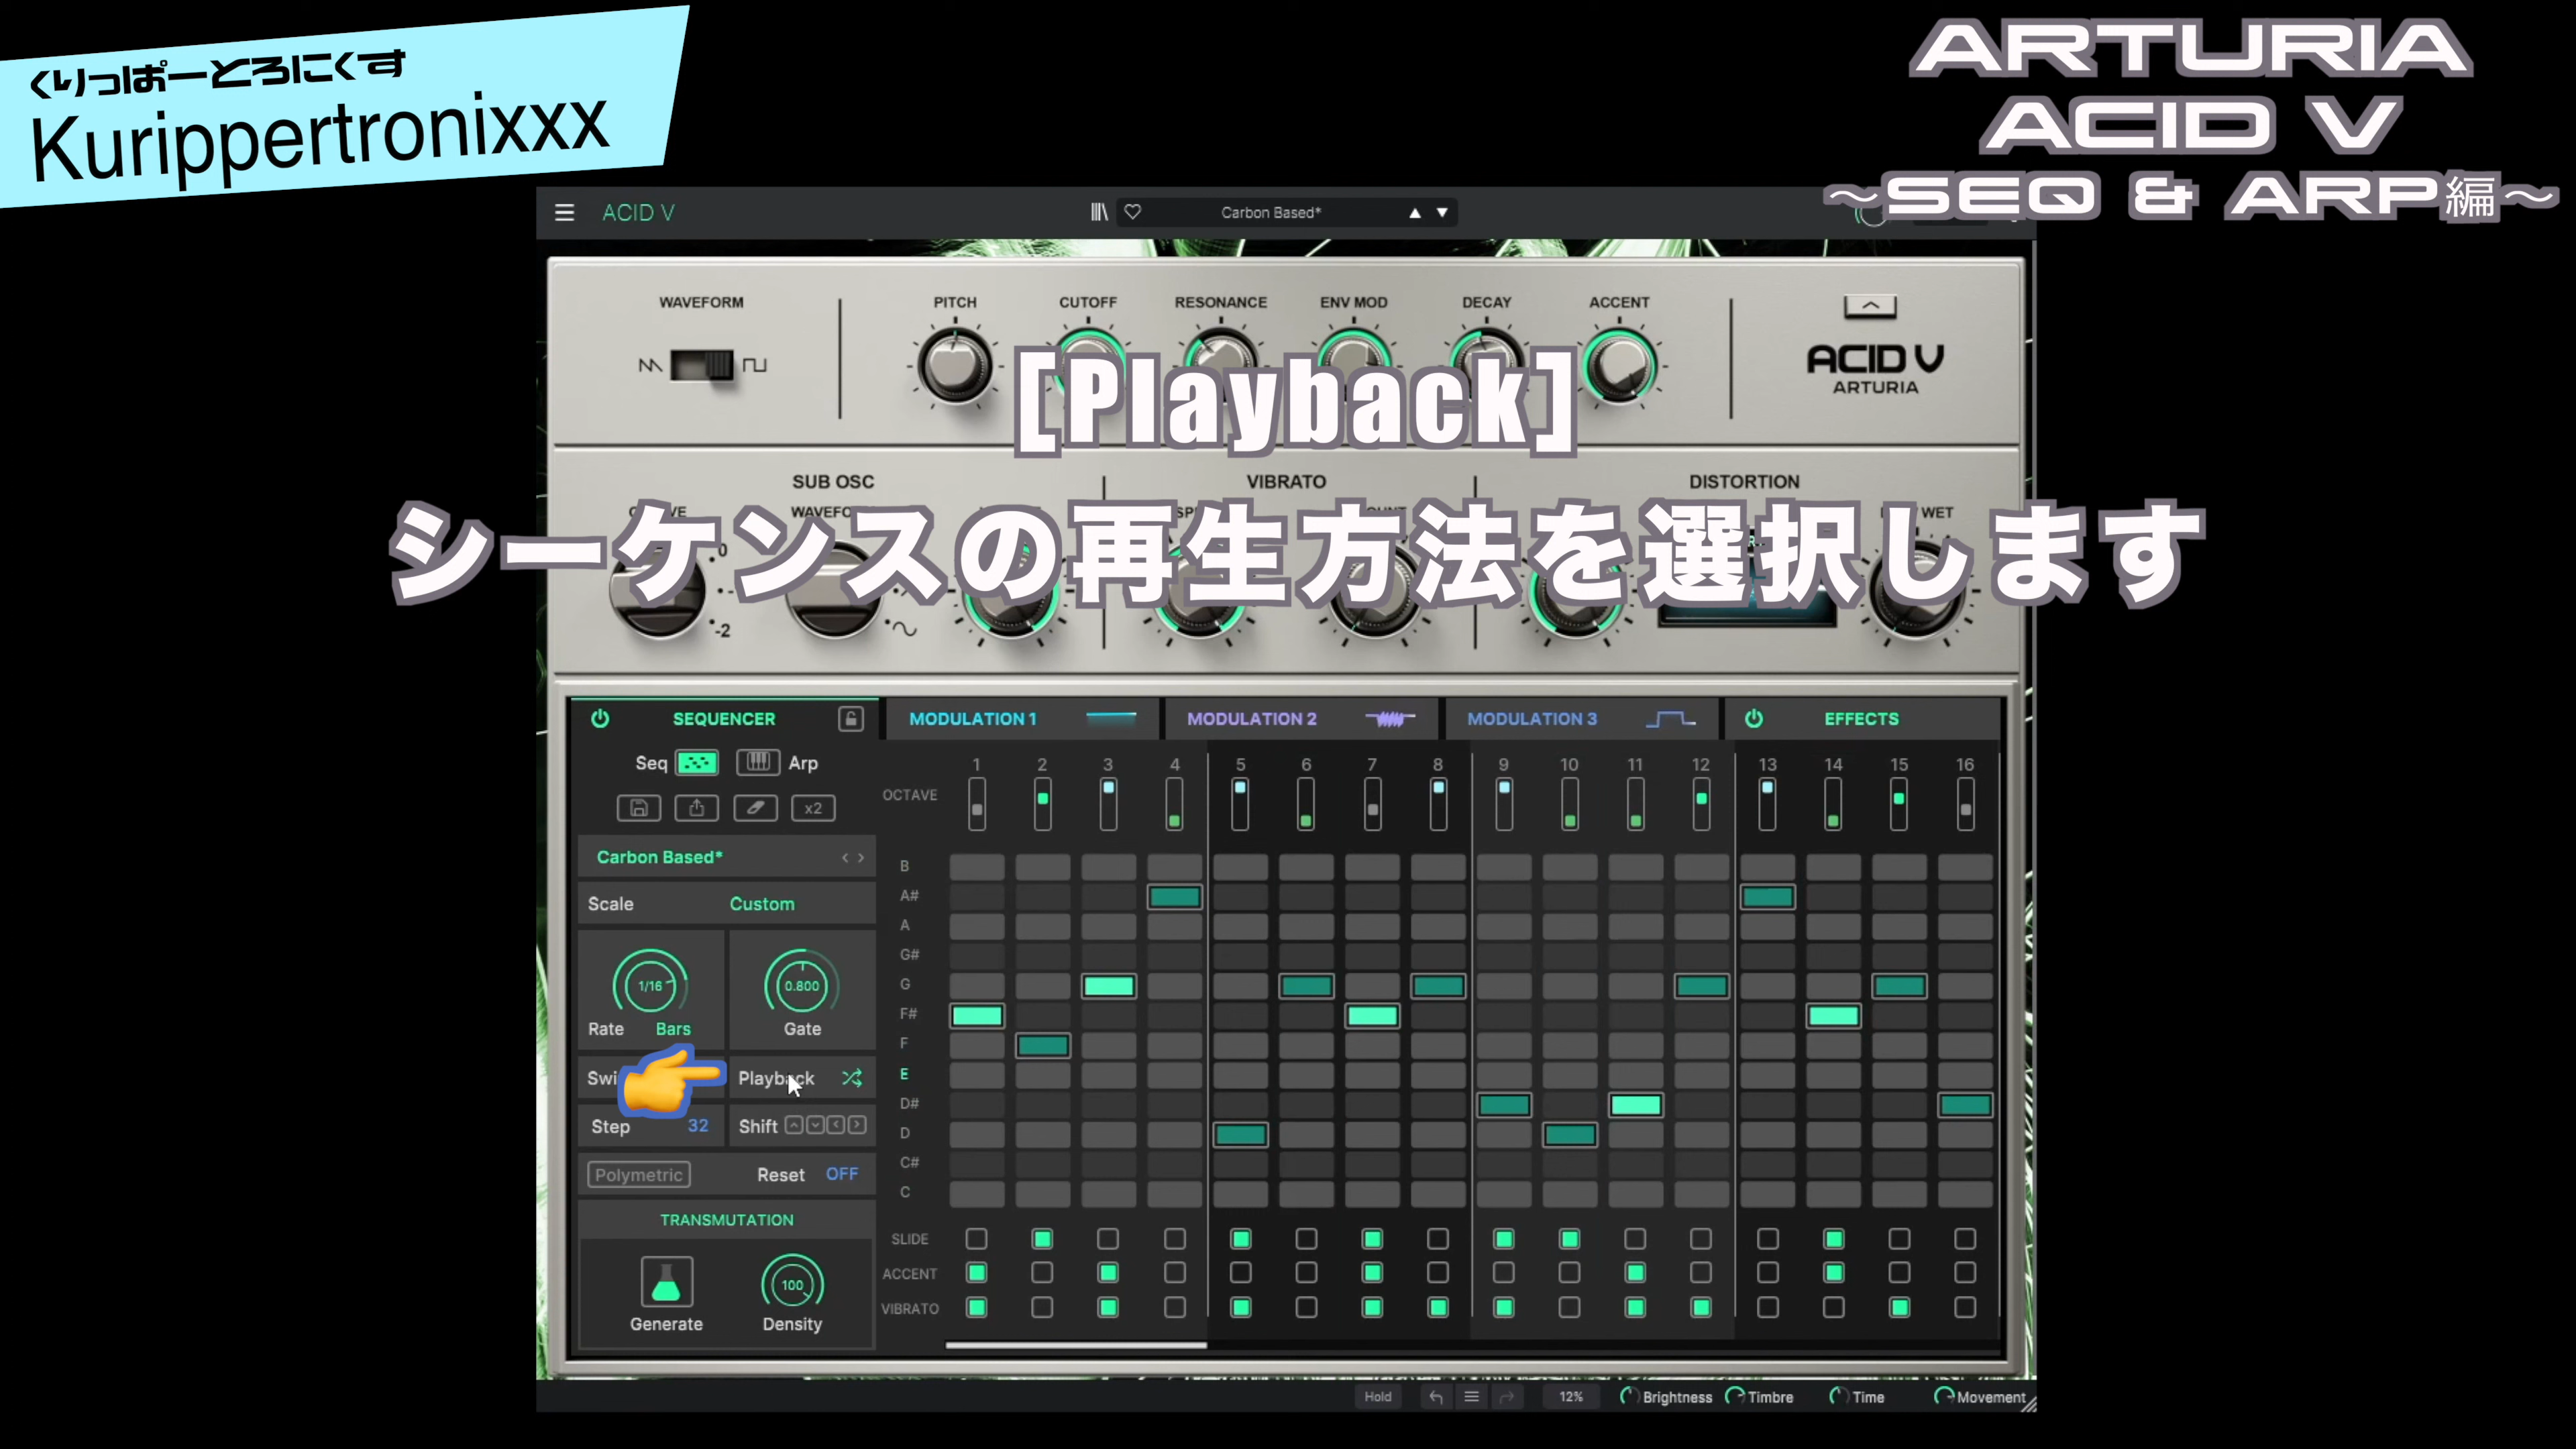 くりっぱーとろにくす
Kurippertronixxx
ARTURIA
ACID V
〜SEQ & ARP編〜
ACID V
Carbon Based*
WAVEFORM
PITCH
CUTOFF
RESONANCE
ENV MOD
DECAY
ACCENT
ACID V
ARTURIA
[Playback]
シーケンスの再生方法を選択します
SUB OSC
VIBRATO
DISTORTION
WET
0
-2
SEQUENCER
MODULATION 1
MODULATION 2
MODULATION 3
EFFECTS
Seq
Arp
x2
1 2 3 4 5 6 7 8 9 10 11 12 13 14 15 16
OCTAVE
Carbon Based*
Scale Custom
1/16
Rate Bars
0.800
Gate
Playback
Step 32
Shift
Polymetric
Reset OFF
TRANSMUTATION
Generate
100
Density
B
A#
A
G#
G
F#
F
E
D#
D
C#
C
SLIDE
ACCENT
VIBRATO
Hold
12%
Brightness
Timbre
Time
Movement